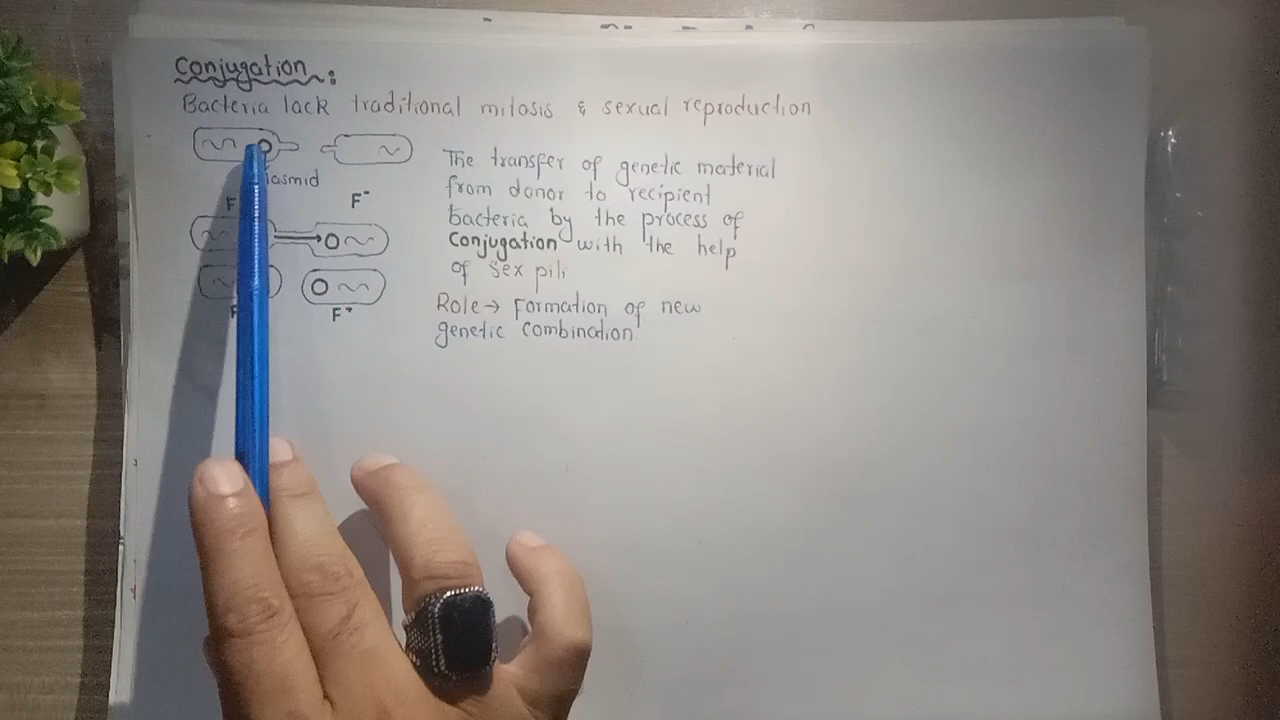 Conjugation :
Bacteria lack traditional mitosis & sexual reproduction
The transfer of genetic material
from donor to recipient
bacteria by the process of
Conjugation with the help
of sex pili
Role → Formation of new
genetic combination
lasmid
F
F⁻
F
F⁺